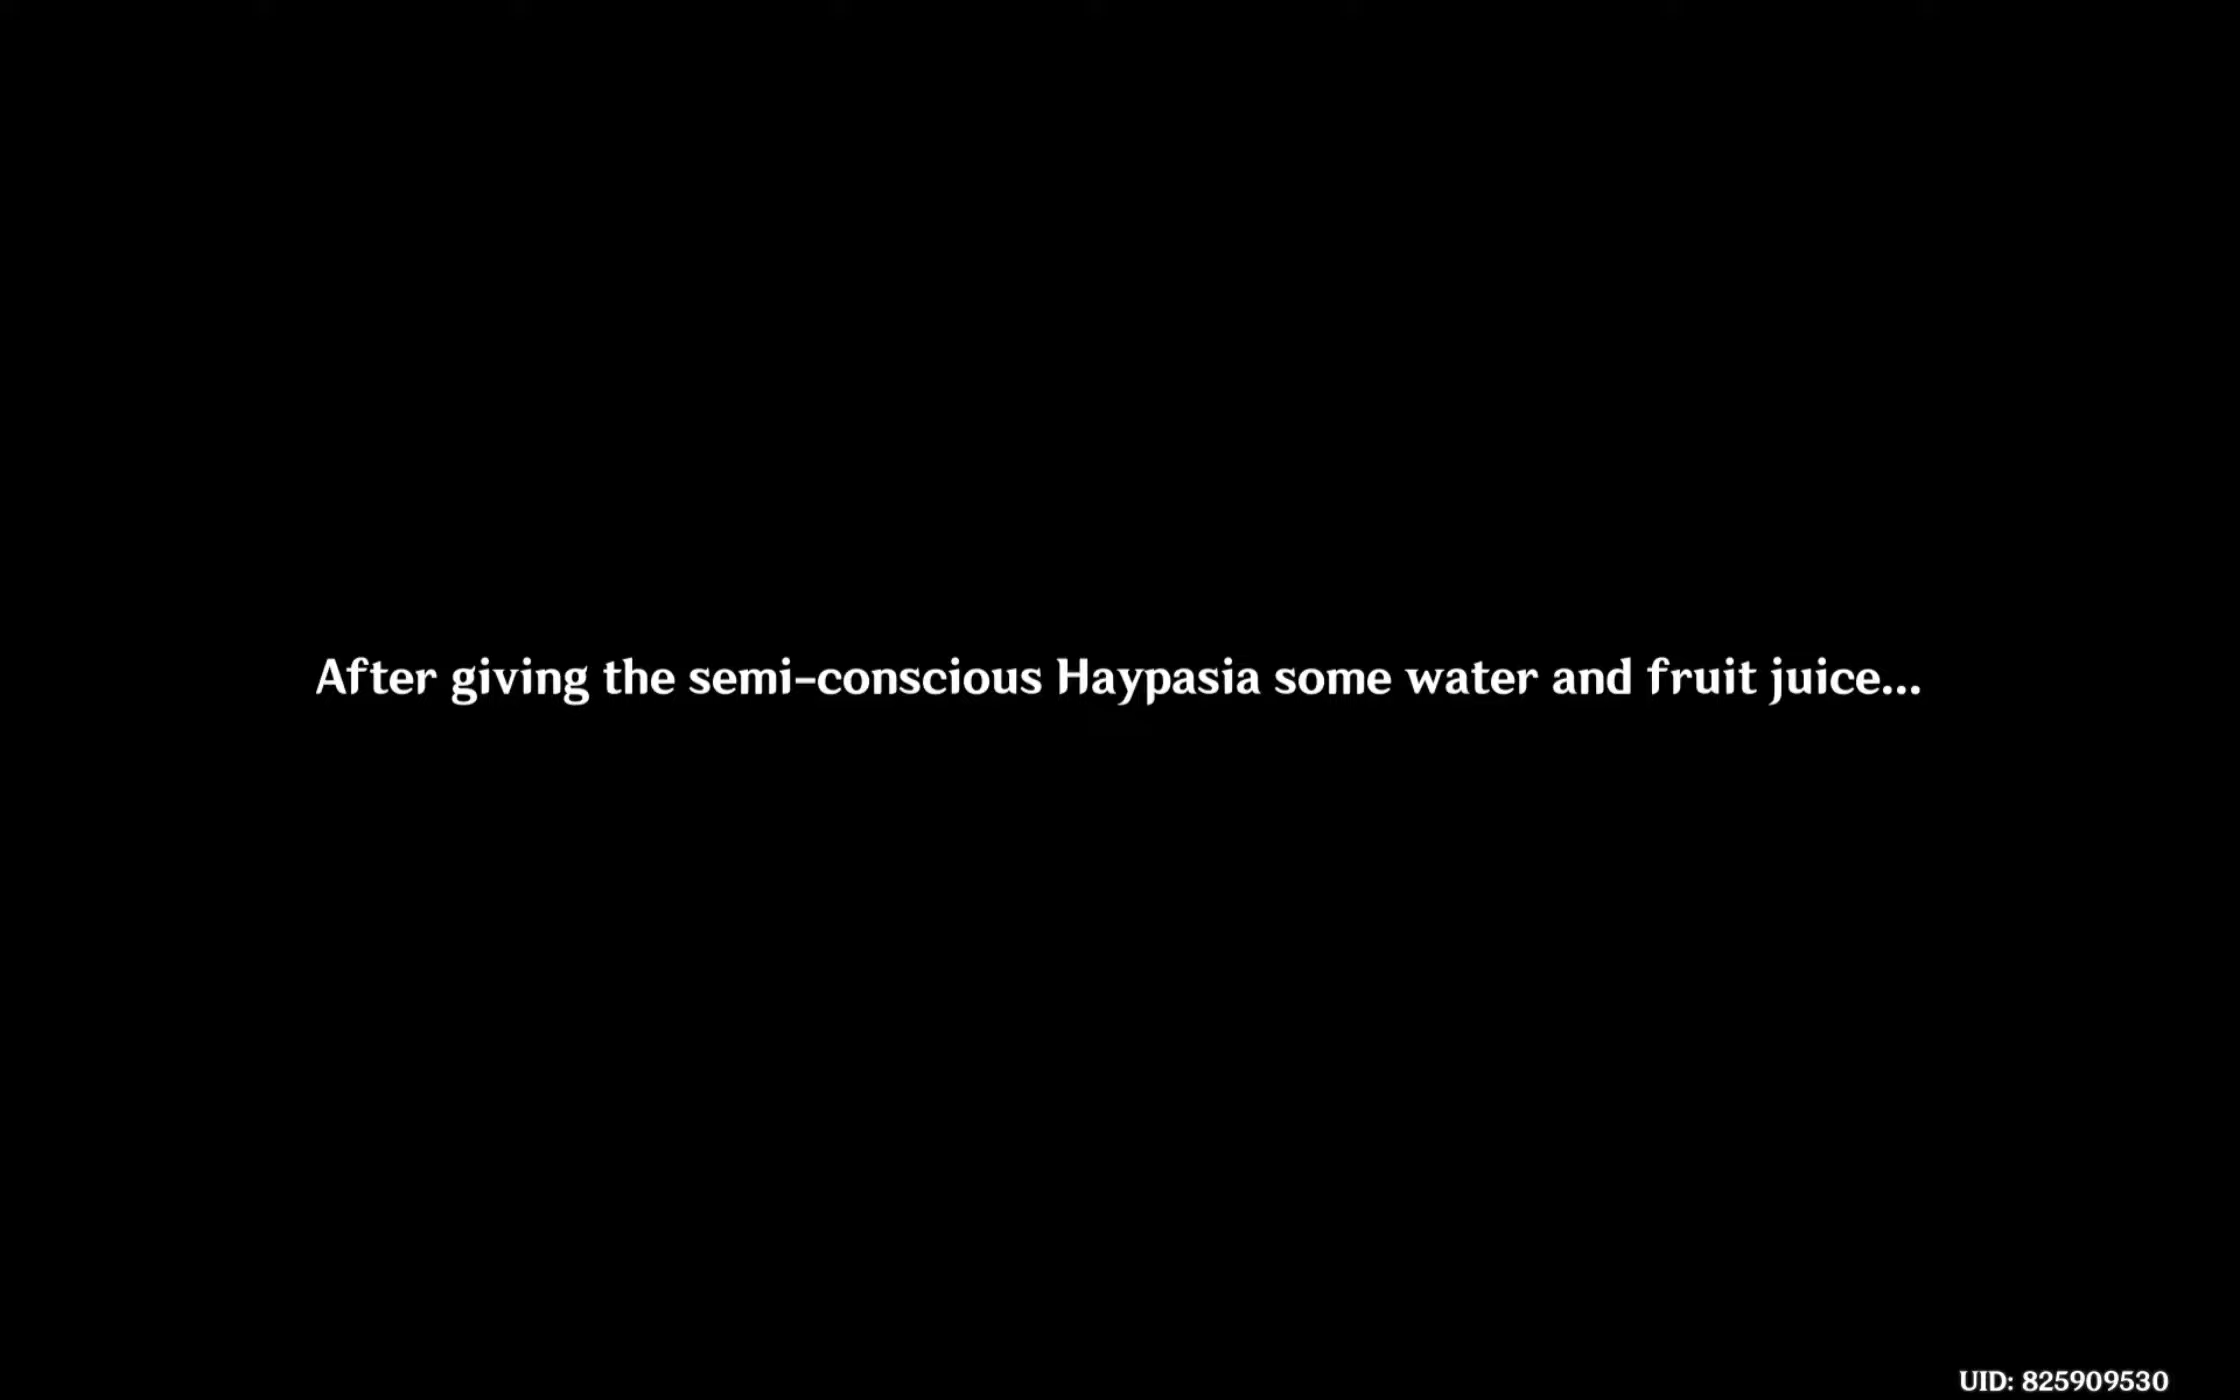 After giving the semi-conscious Haypasia some water and fruit juice...
UID: 825909530